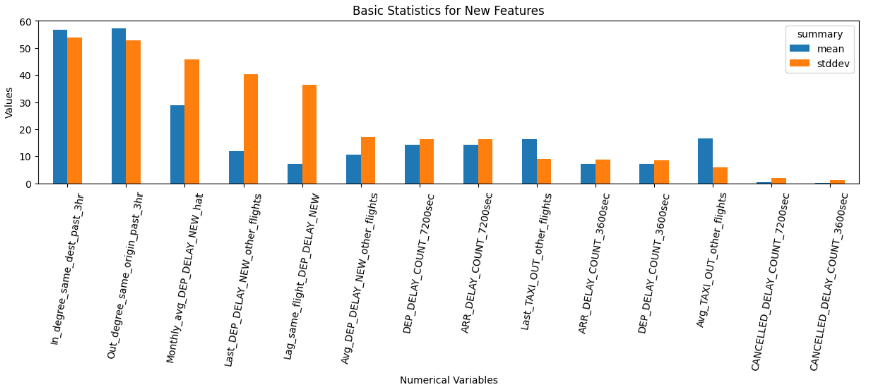 Basic Statistics for New Features
summary
mean
stddev
Values
60
50
40
30
20
10
0
In_degree_same_dest_past_3hr
Out_degree_same_origin_past_3hr
Monthly_avg_DEP_DELAY_NEW_hat
Last_DEP_DELAY_NEW_other_flights
Lag_same_flight_DEP_DELAY_NEW
Avg_DEP_DELAY_NEW_other_flights
DEP_DELAY_COUNT_7200sec
ARR_DELAY_COUNT_7200sec
Last_TAXI_OUT_other_flights
ARR_DELAY_COUNT_3600sec
DEP_DELAY_COUNT_3600sec
Avg_TAXI_OUT_other_flights
CANCELLED_DELAY_COUNT_7200sec
CANCELLED_DELAY_COUNT_3600sec
Numerical Variables